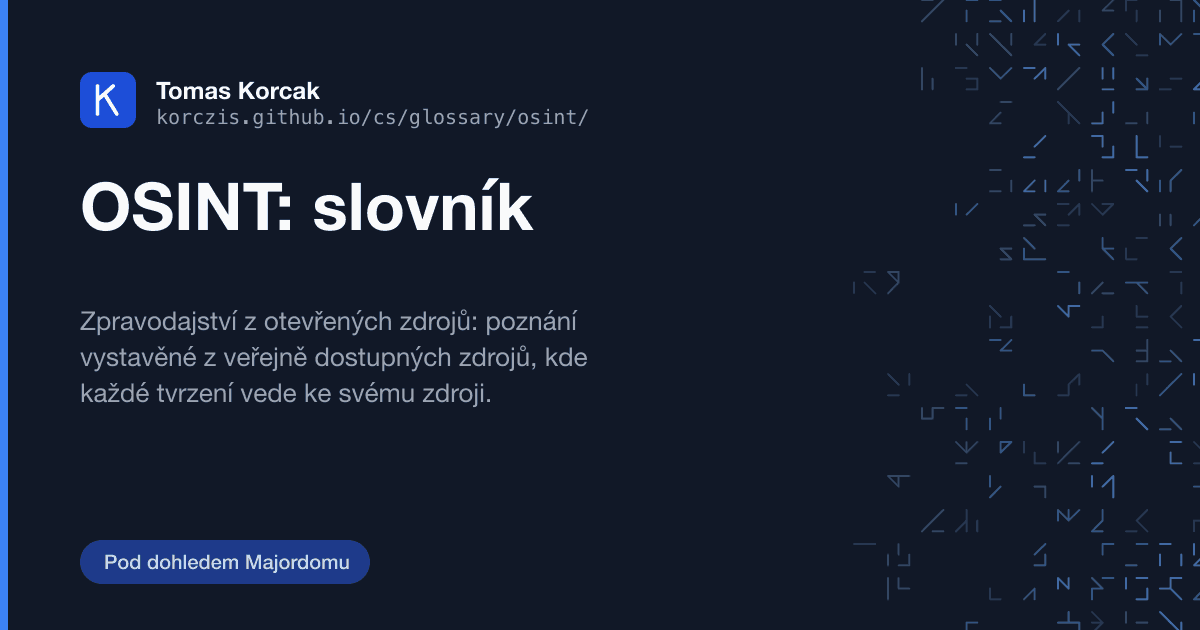 K
Tomas Korcak
korczis.github.io/cs/glossary/osint/
OSINT: slovník
Zpravodajství z otevřených zdrojů: poznání
vystavěné z veřejně dostupných zdrojů, kde
každé tvrzení vede ke svému zdroji.
Pod dohledem Majordomu